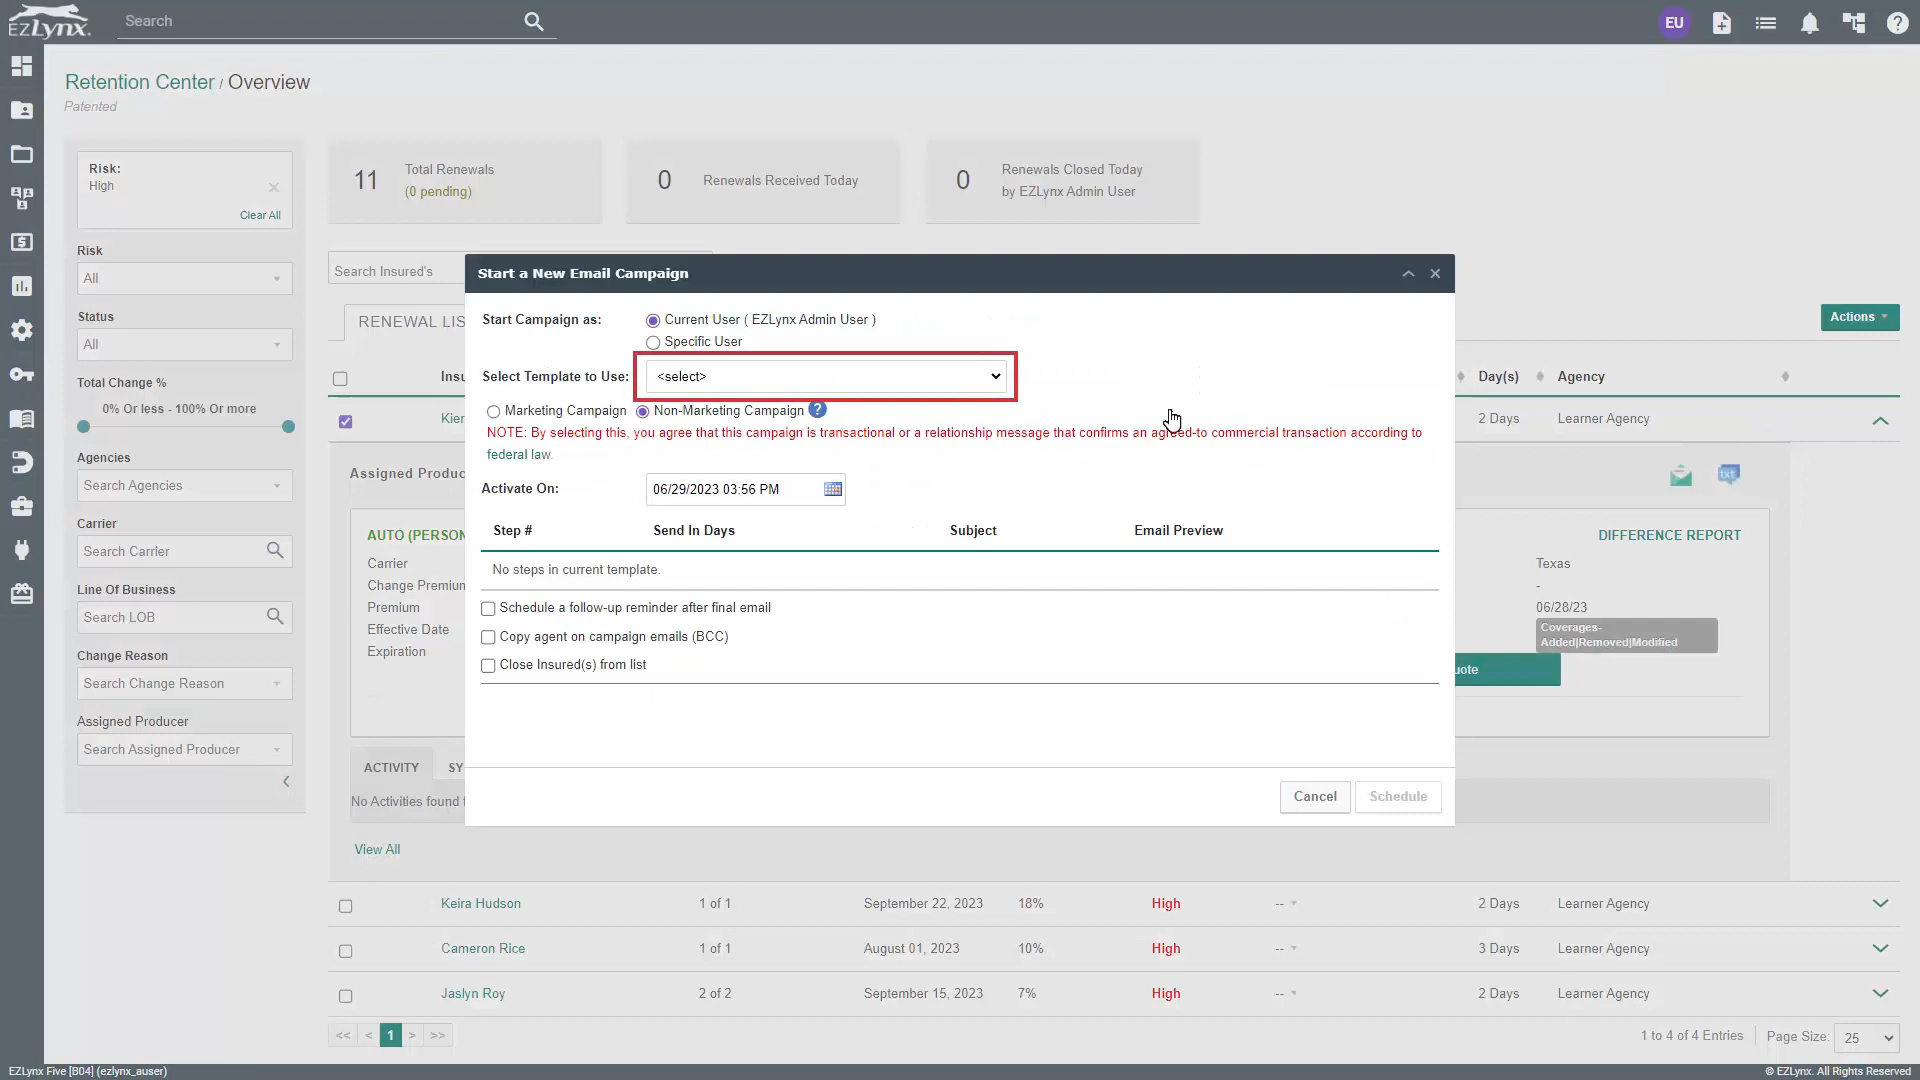 EZLynx
Search
EU
Retention Center / Overview
Patented
Risk:
High
Clear All
Risk
All
Status
All
Total Change %
0% Or less - 100% Or more
Agencies
Search Agencies
Carrier
Search Carrier
Line Of Business
Search LOB
Change Reason
Search Change Reason
Assigned Producer
Search Assigned Producer
11 Total Renewals
(0 pending)
0 Renewals Received Today
0 Renewals Closed Today
by EZLynx Admin User
Search Insured's
RENEWAL LIS
Actions
Insu
Day(s) Agency
Kier
2 Days Learner Agency
Assigned Produc
txt
AUTO (PERSON
DIFFERENCE REPORT
Carrier
Texas
Change Premium
-
Premium
06/28/23
Effective Date
Coverages-
Added|Removed|Modified
Expiration
uote
ACTIVITY SY
No Activities found f
View All
Start a New Email Campaign
Start Campaign as: Current User ( EZLynx Admin User )
Specific User
Select Template to Use: <select>
Marketing Campaign Non-Marketing Campaign ?
NOTE: By selecting this, you agree that this campaign is transactional or a relationship message that confirms an agreed-to commercial transaction according to
federal law.
Activate On: 06/29/2023 03:56 PM
Step # Send In Days Subject Email Preview
No steps in current template.
Schedule a follow-up reminder after final email
Copy agent on campaign emails (BCC)
Close Insured(s) from list
Cancel Schedule
Keira Hudson 1 of 1 September 22, 2023 18% High -- 2 Days Learner Agency
Cameron Rice 1 of 1 August 01, 2023 10% High -- 3 Days Learner Agency
Jaslyn Roy 2 of 2 September 15, 2023 7% High -- 2 Days Learner Agency
<< < 1 > >>
1 to 4 of 4 Entries Page Size: 25
EZLynx Five [B04] (ezlynx_auser)
© EZLynx. All Rights Reserved